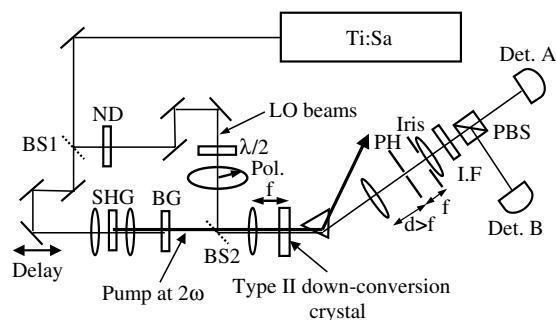 Ti:Sa
Det. A
ND
LO beams
BS1
λ/2
PH
Iris
PBS
Pol.
I.F
f
f
SHG
BG
d>f
Det. B
Delay
BS2
Pump at 2ω
Type II down-conversion
crystal